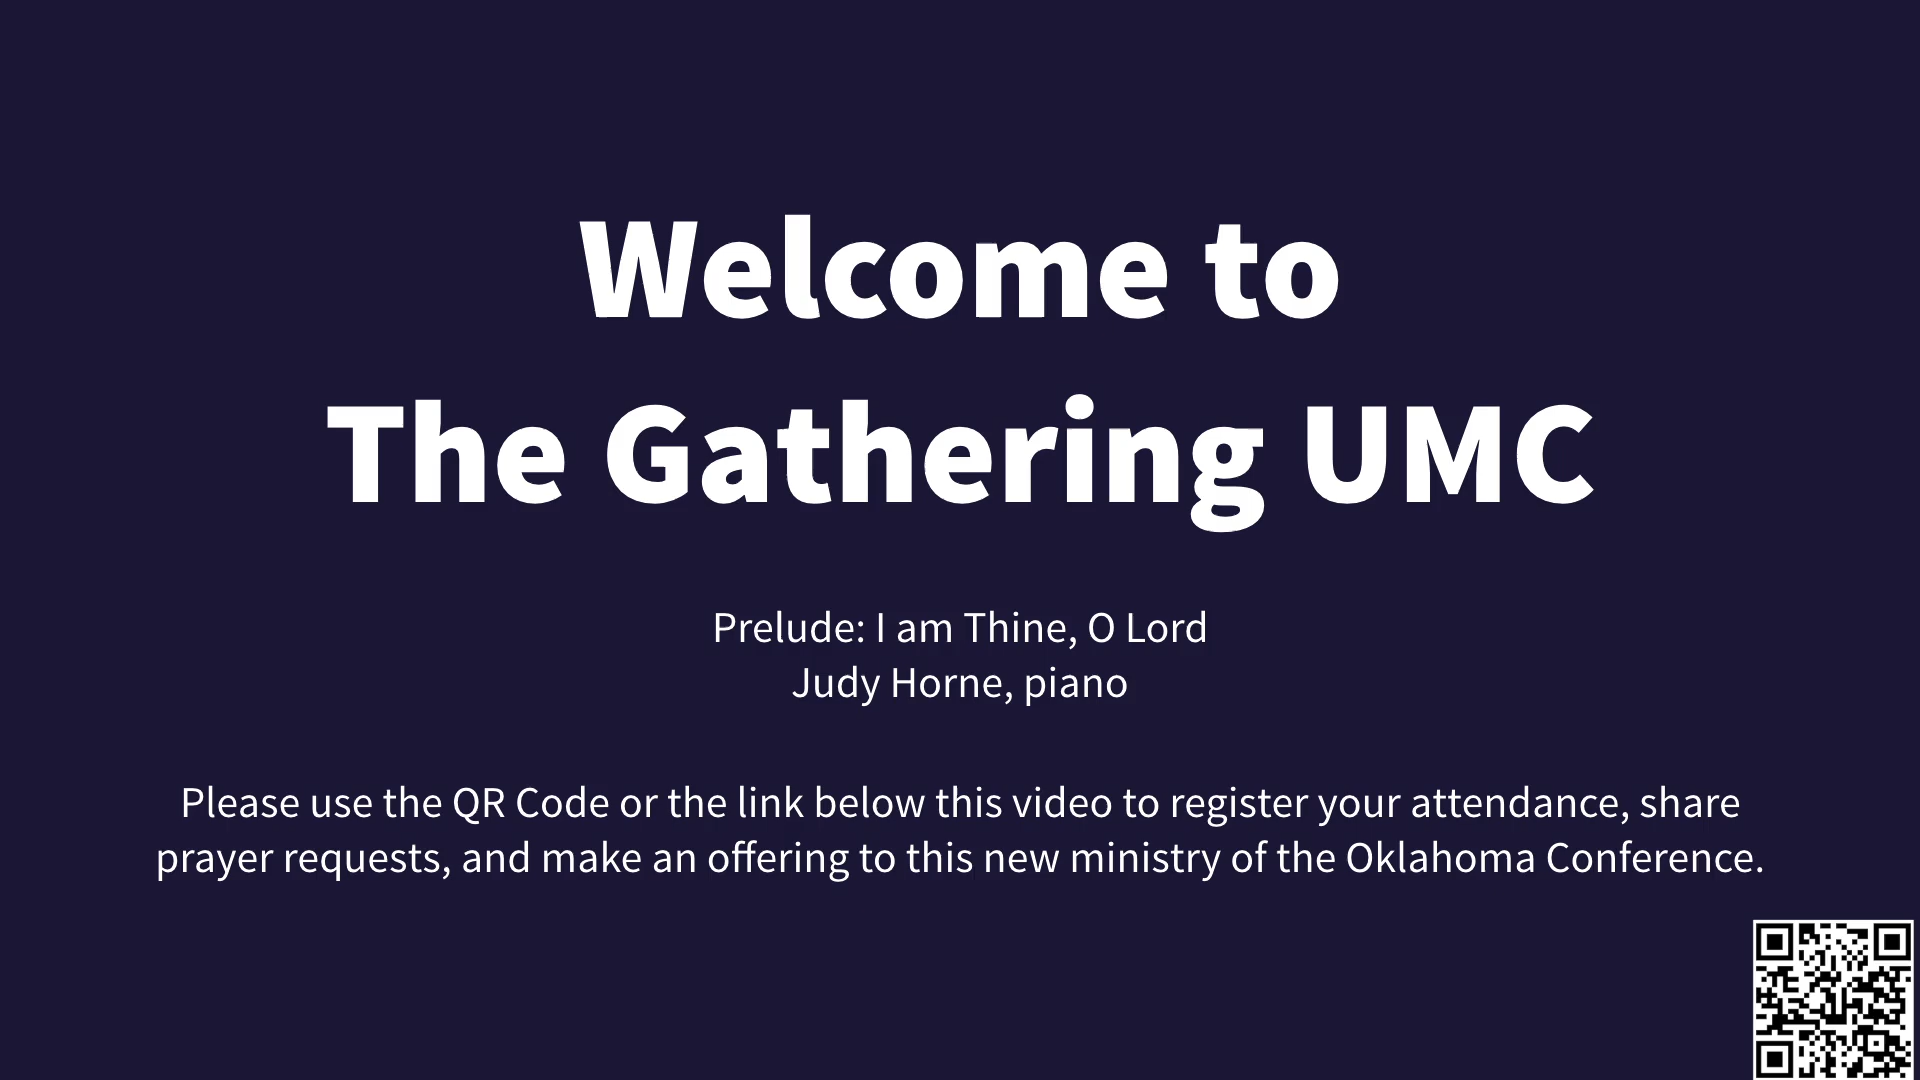 Welcome to
The Gathering UMC
Prelude: I am Thine, O Lord
Judy Horne, piano
Please use the QR Code or the link below this video to register your attendance, share
prayer requests, and make an offering to this new ministry of the Oklahoma Conference.